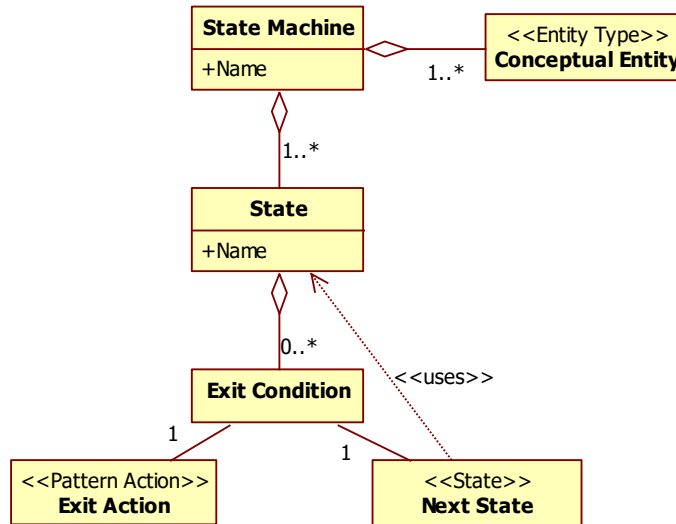 State Machine
+Name
<<Entity Type>>
Conceptual Entity
1..*
1..*
State
+Name
0..*
<<uses>>
Exit Condition
1
1
<<Pattern Action>>
Exit Action
<<State>>
Next State